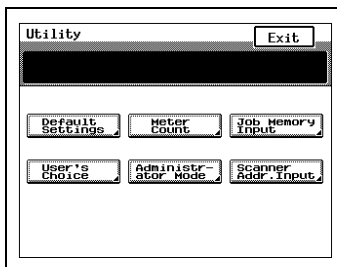 Utility
Exit
Default Settings
Meter Count
Job Memory Input
User's Choice
Administr-ator Mode
Scanner Addr.Input